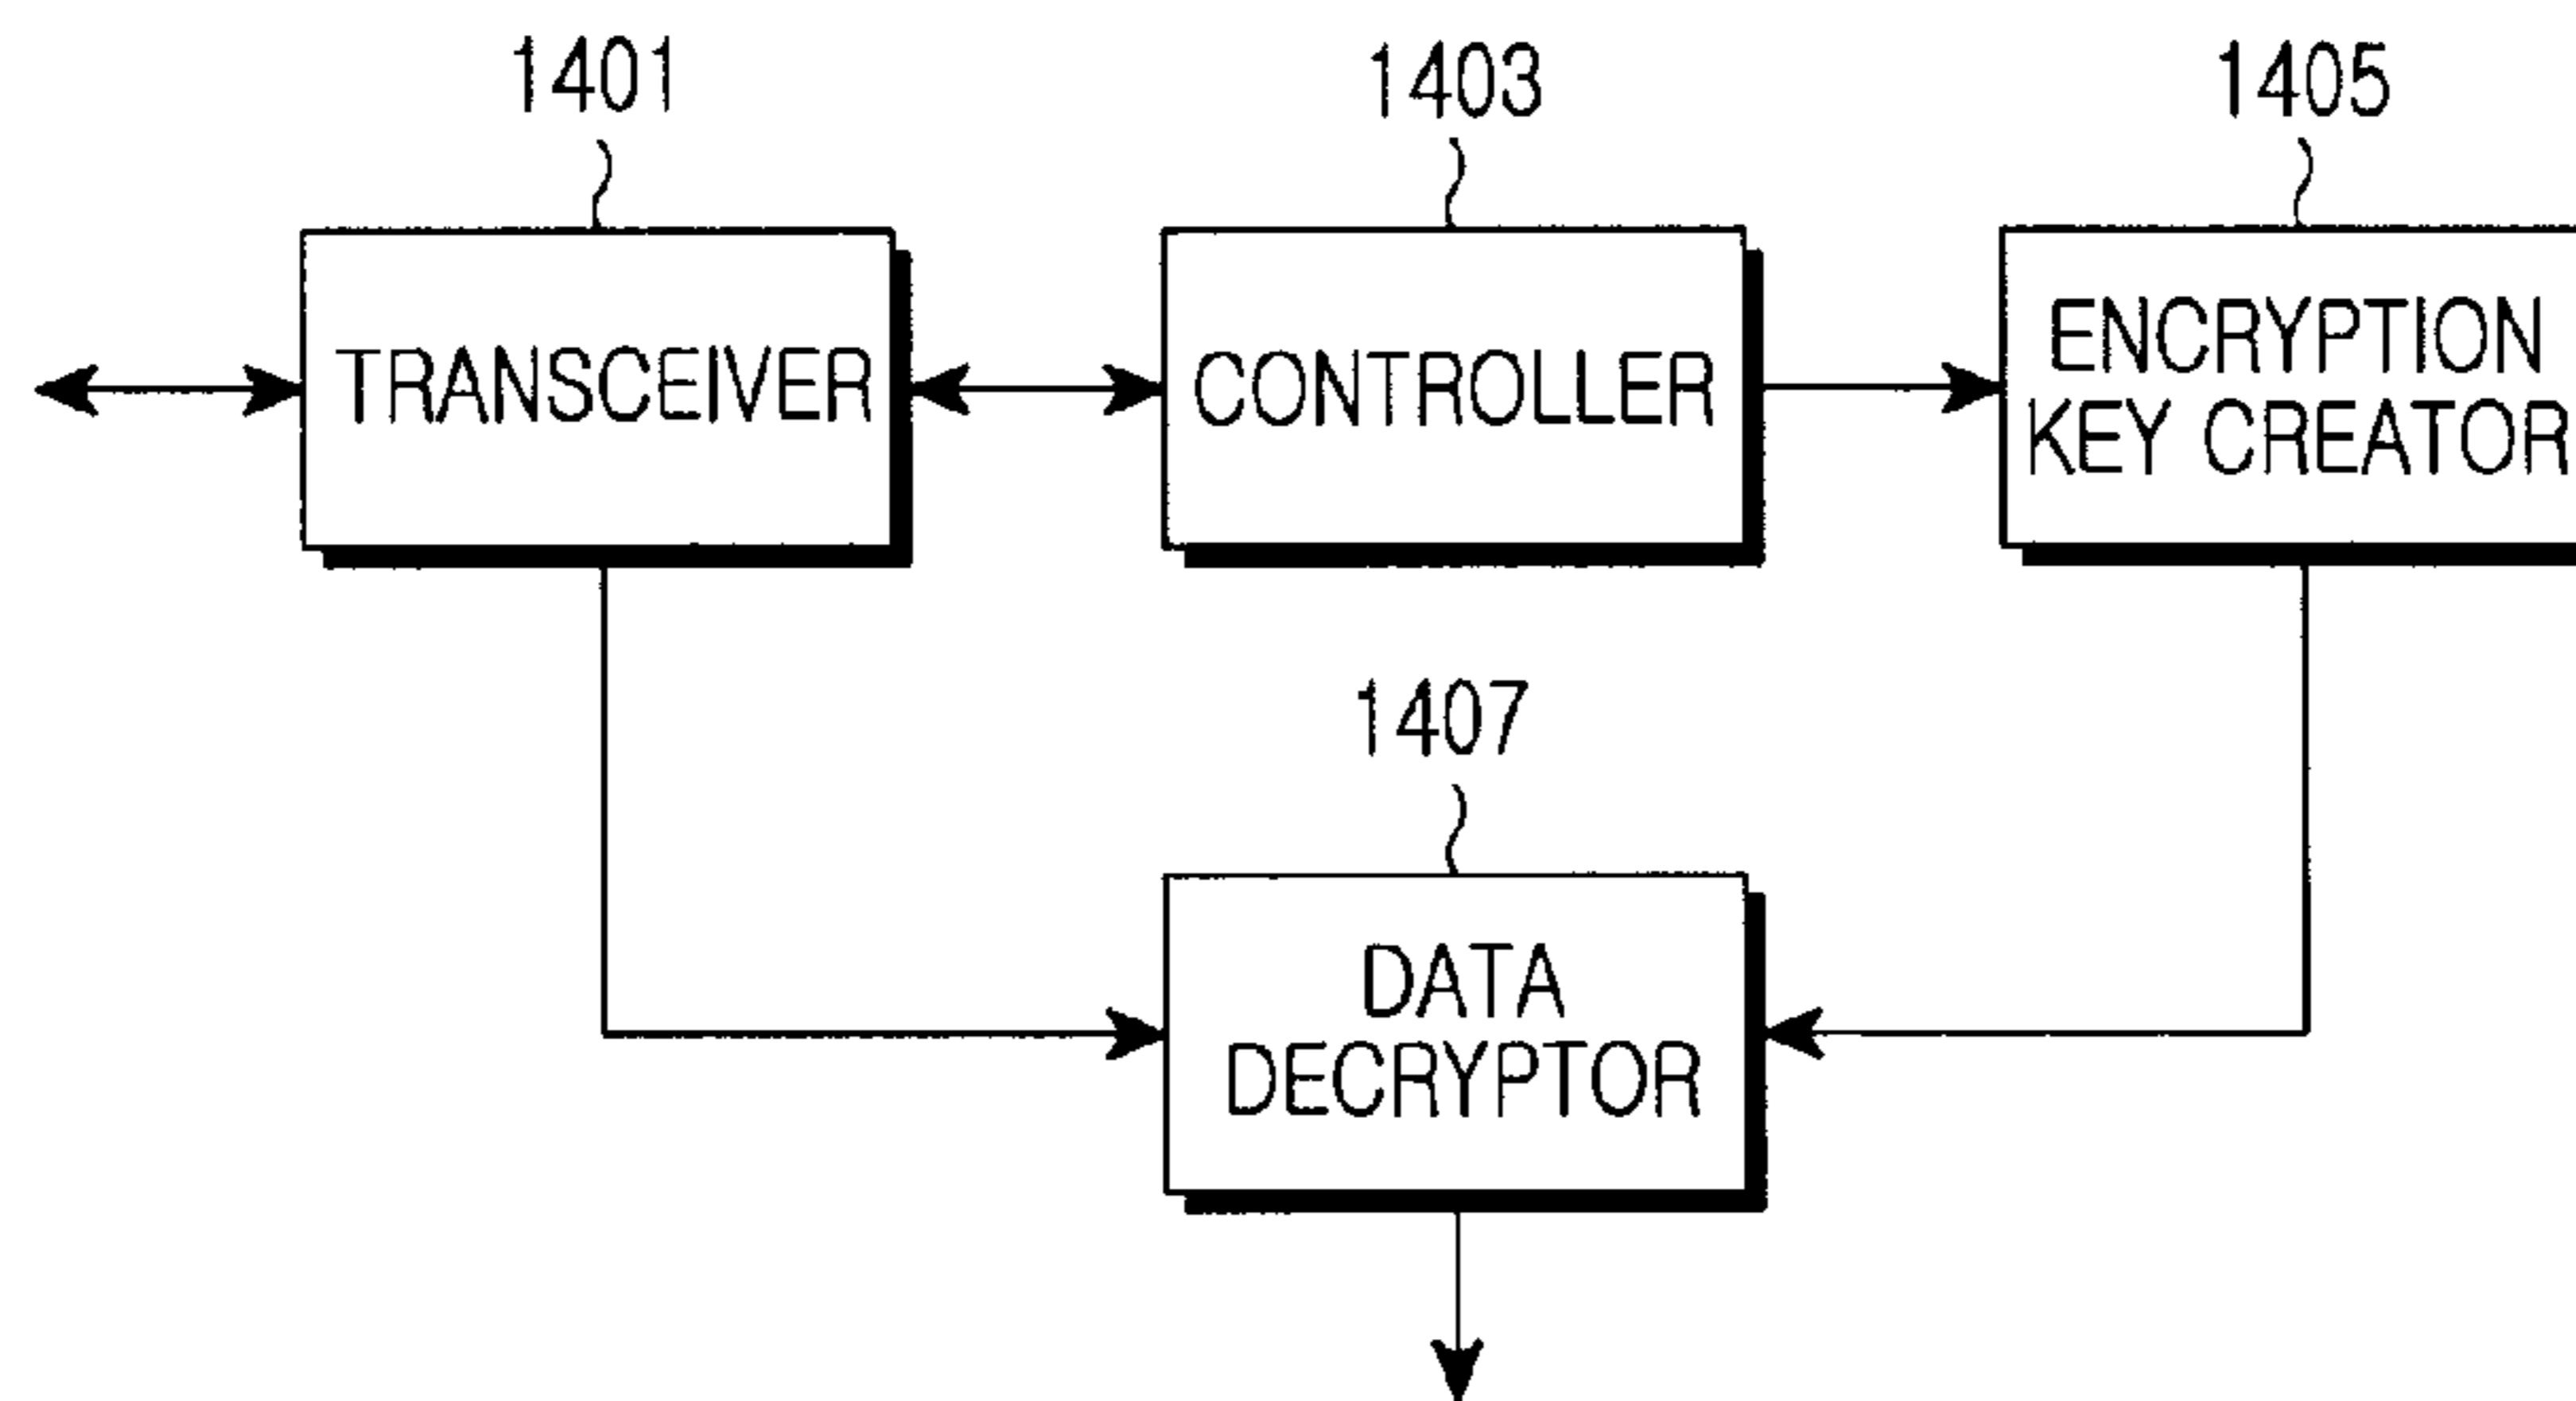 1401
1403
1405
TRANSCEIVER
CONTROLLER
ENCRYPTION
KEY CREATOR
1407
DATA
DECRYPTOR